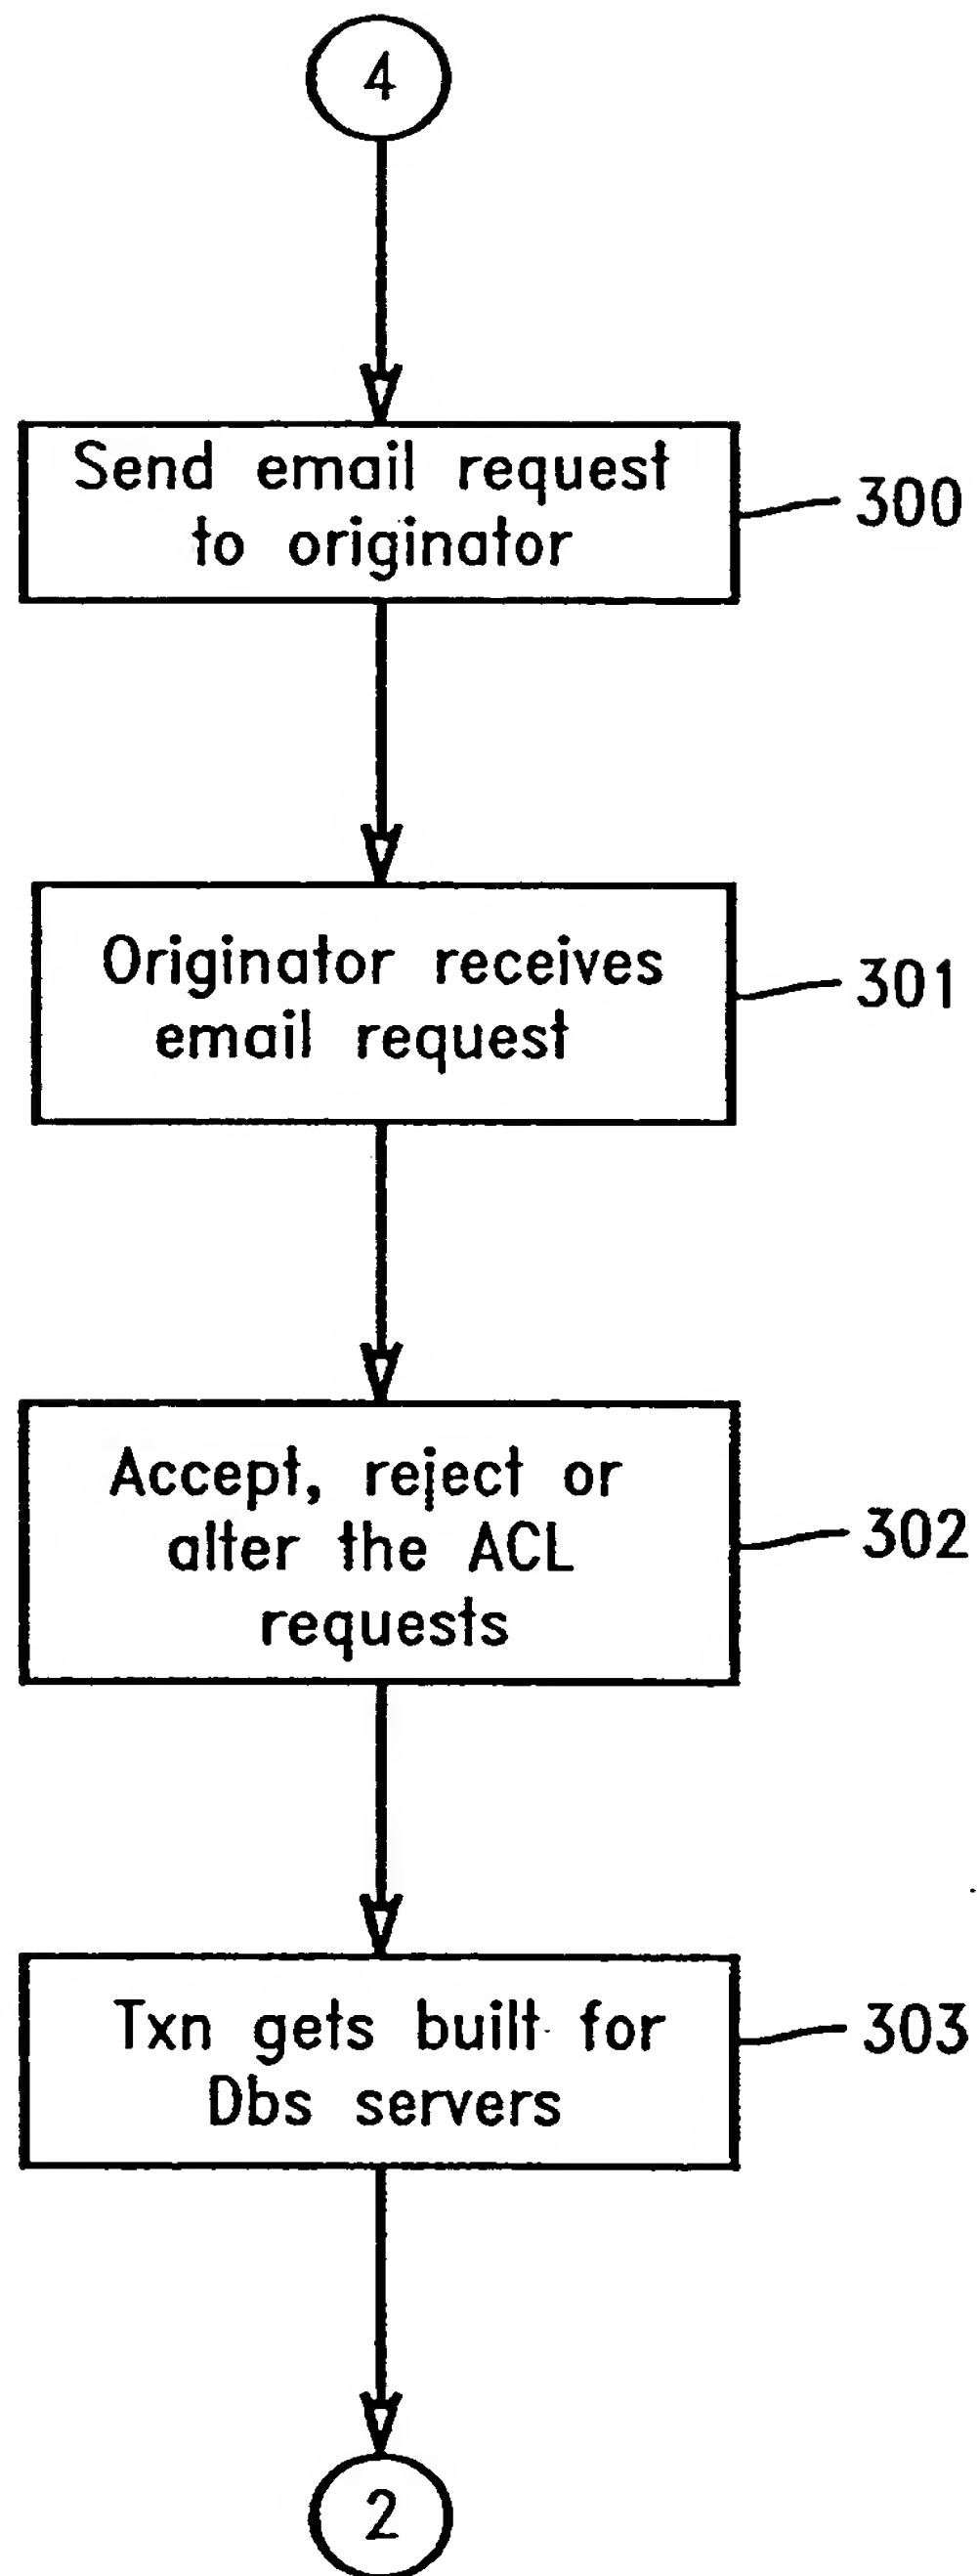 4
Send email request
to originator
300
Originator receives
email request
301
Accept, reject or
alter the ACL
requests
302
Txn gets built for
Dbs servers
303
2